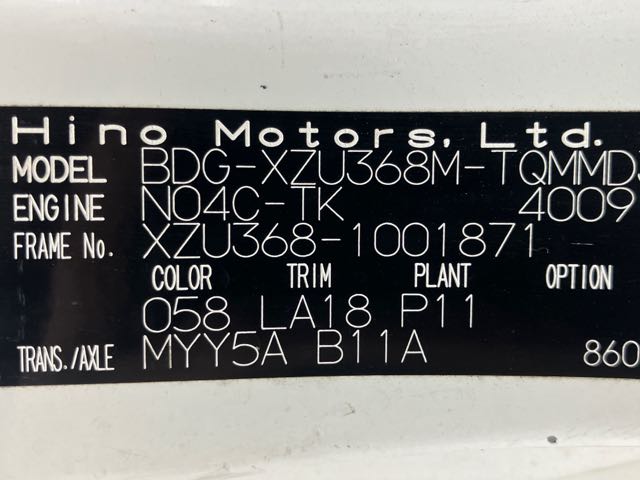 Hino Motors, Ltd.
MODEL BDG-XZU368M-TQMMD
ENGINE N04C-TK 4009
FRAME No. XZU368-1001871
COLOR TRIM PLANT OPTION
058 LA18 P11
TRANS./AXLE MYY5A B11A 860